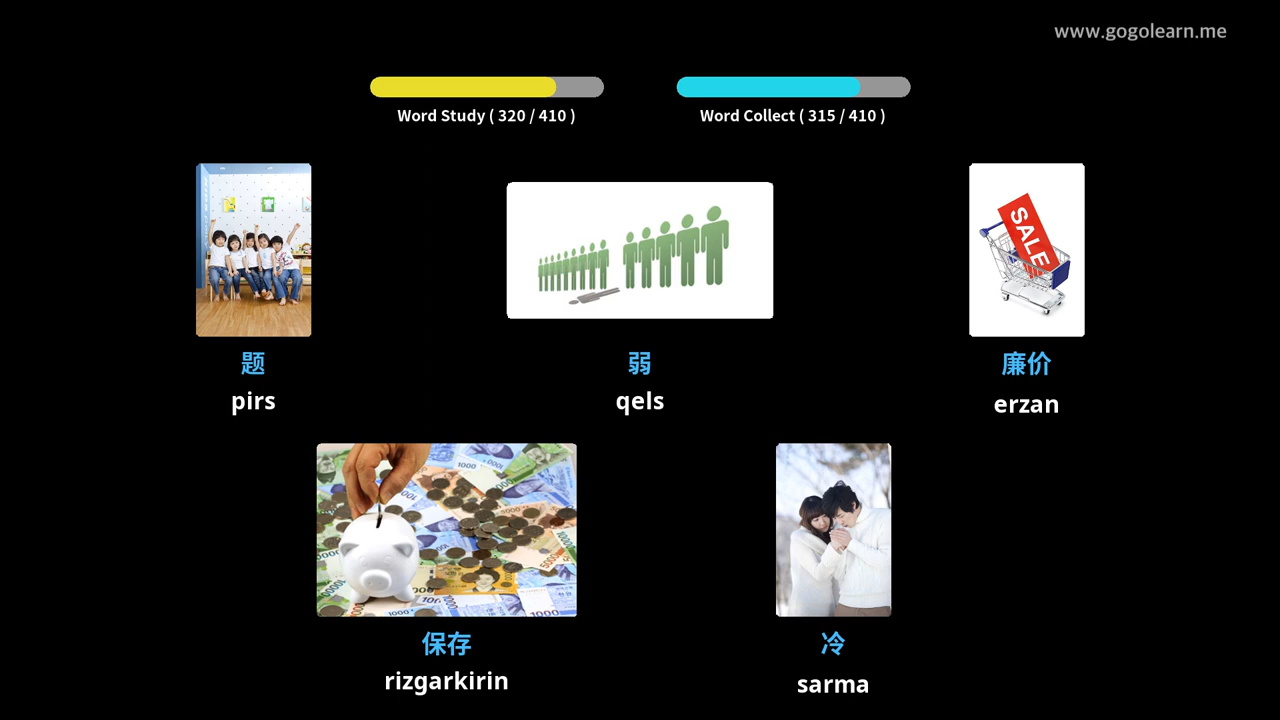 www.gogolearn.me
Word Study ( 320 / 410 )
Word Collect ( 315 / 410 )
SALE
题
pirs
弱
qels
廉价
erzan
保存
rizgarkirin
冷
sarma